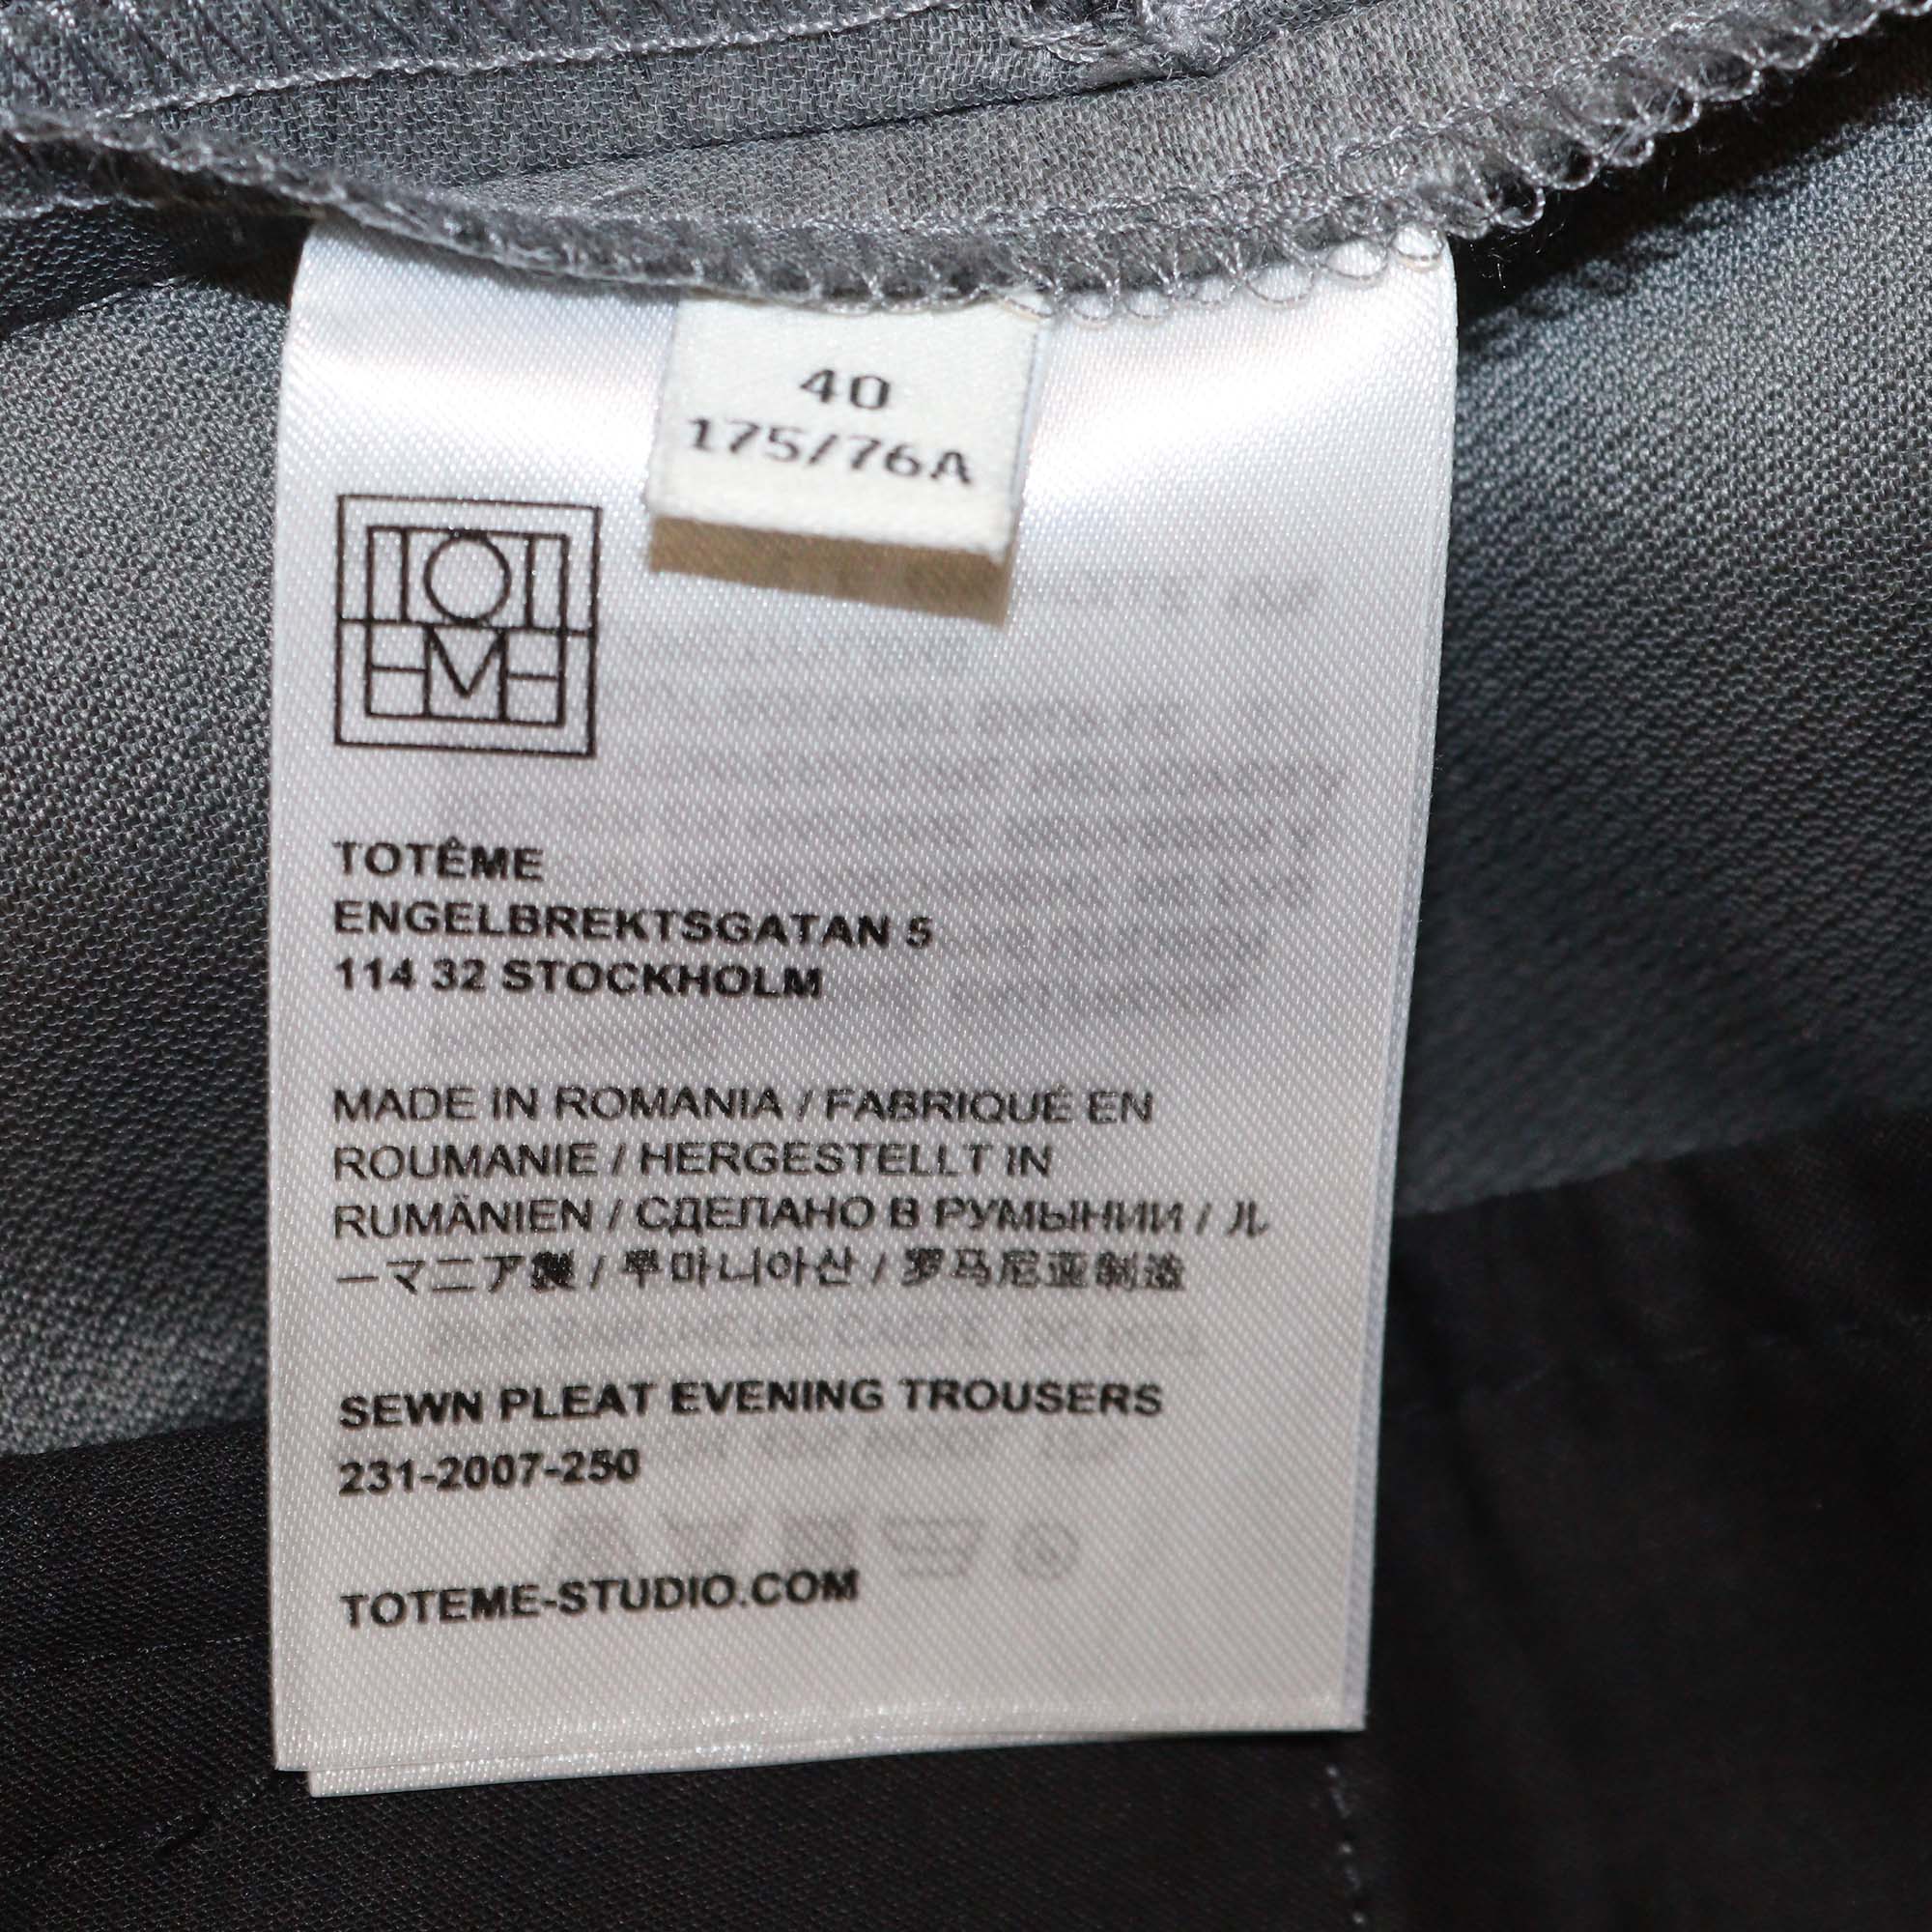 40
175/76A
TOTEME
TOTÊME
ENGELBREKTSGATAN 5
114 32 STOCKHOLM
MADE IN ROMANIA / FABRIQUÉ EN
ROUMANIE / HERGESTELLT IN
RUMÄNIEN / СДЕЛАНО В РУМЫНИИ / ル
ーマニア製 / 루마니아산 / 罗马尼亚制造
SEWN PLEAT EVENING TROUSERS
231-2007-250
TOTEME-STUDIO.COM